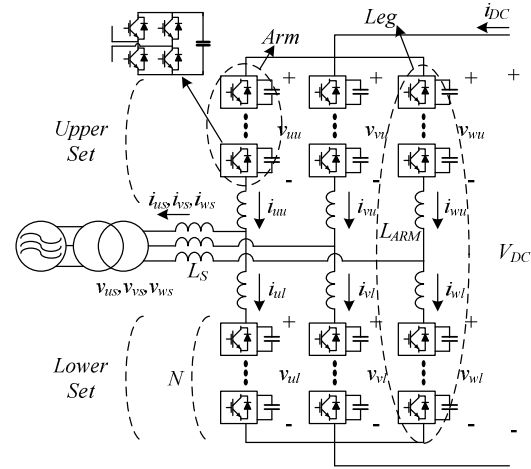 i_DC
Arm
Leg
+ + + +
Upper
Set
v_uu v_vu v_wu
i_us,i_vs,i_ws
- - -
i_uu i_vu i_wu
L_ARM
L_S
V_DC
v_us,v_vs,v_ws
i_ul i_vl i_wl
+ + +
Lower
Set
N
v_ul v_vl v_wl
- - - -